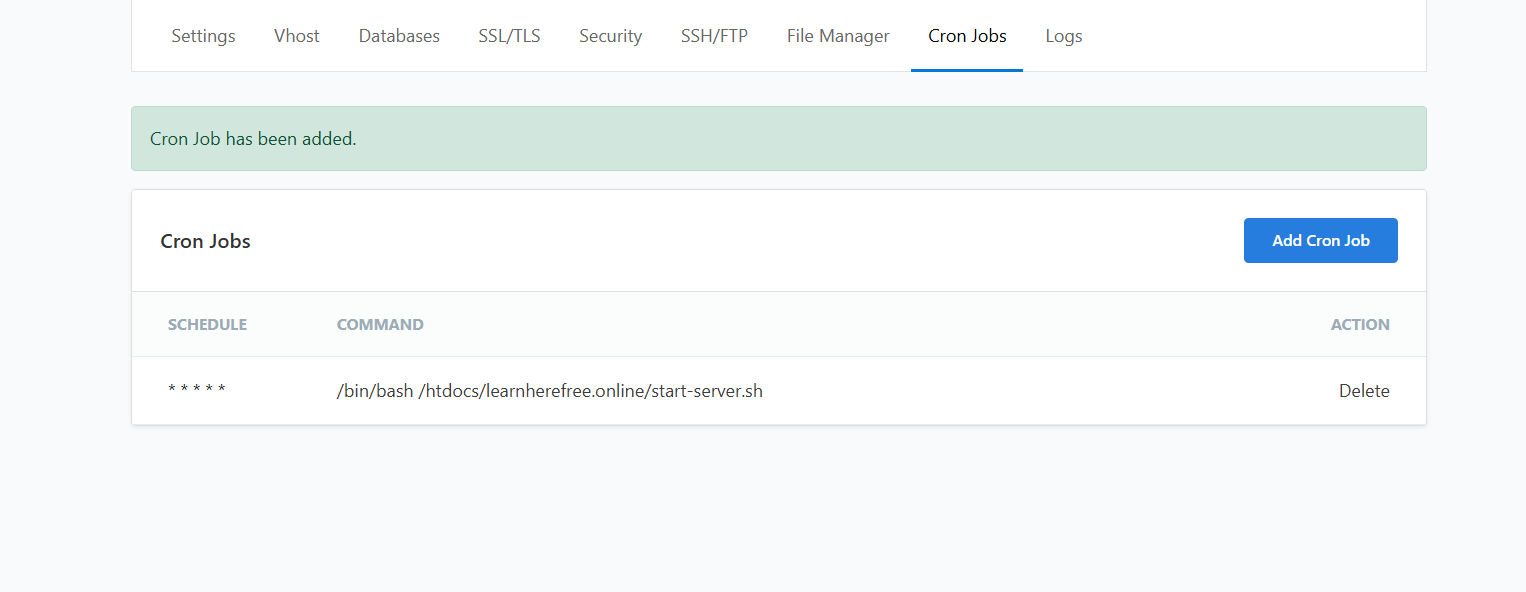 Settings Vhost Databases SSL/TLS Security SSH/FTP File Manager Cron Jobs Logs
Cron Job has been added.
Cron Jobs Add Cron Job
SCHEDULE COMMAND ACTION
* * * * * /bin/bash /htdocs/learnherefree.online/start-server.sh Delete